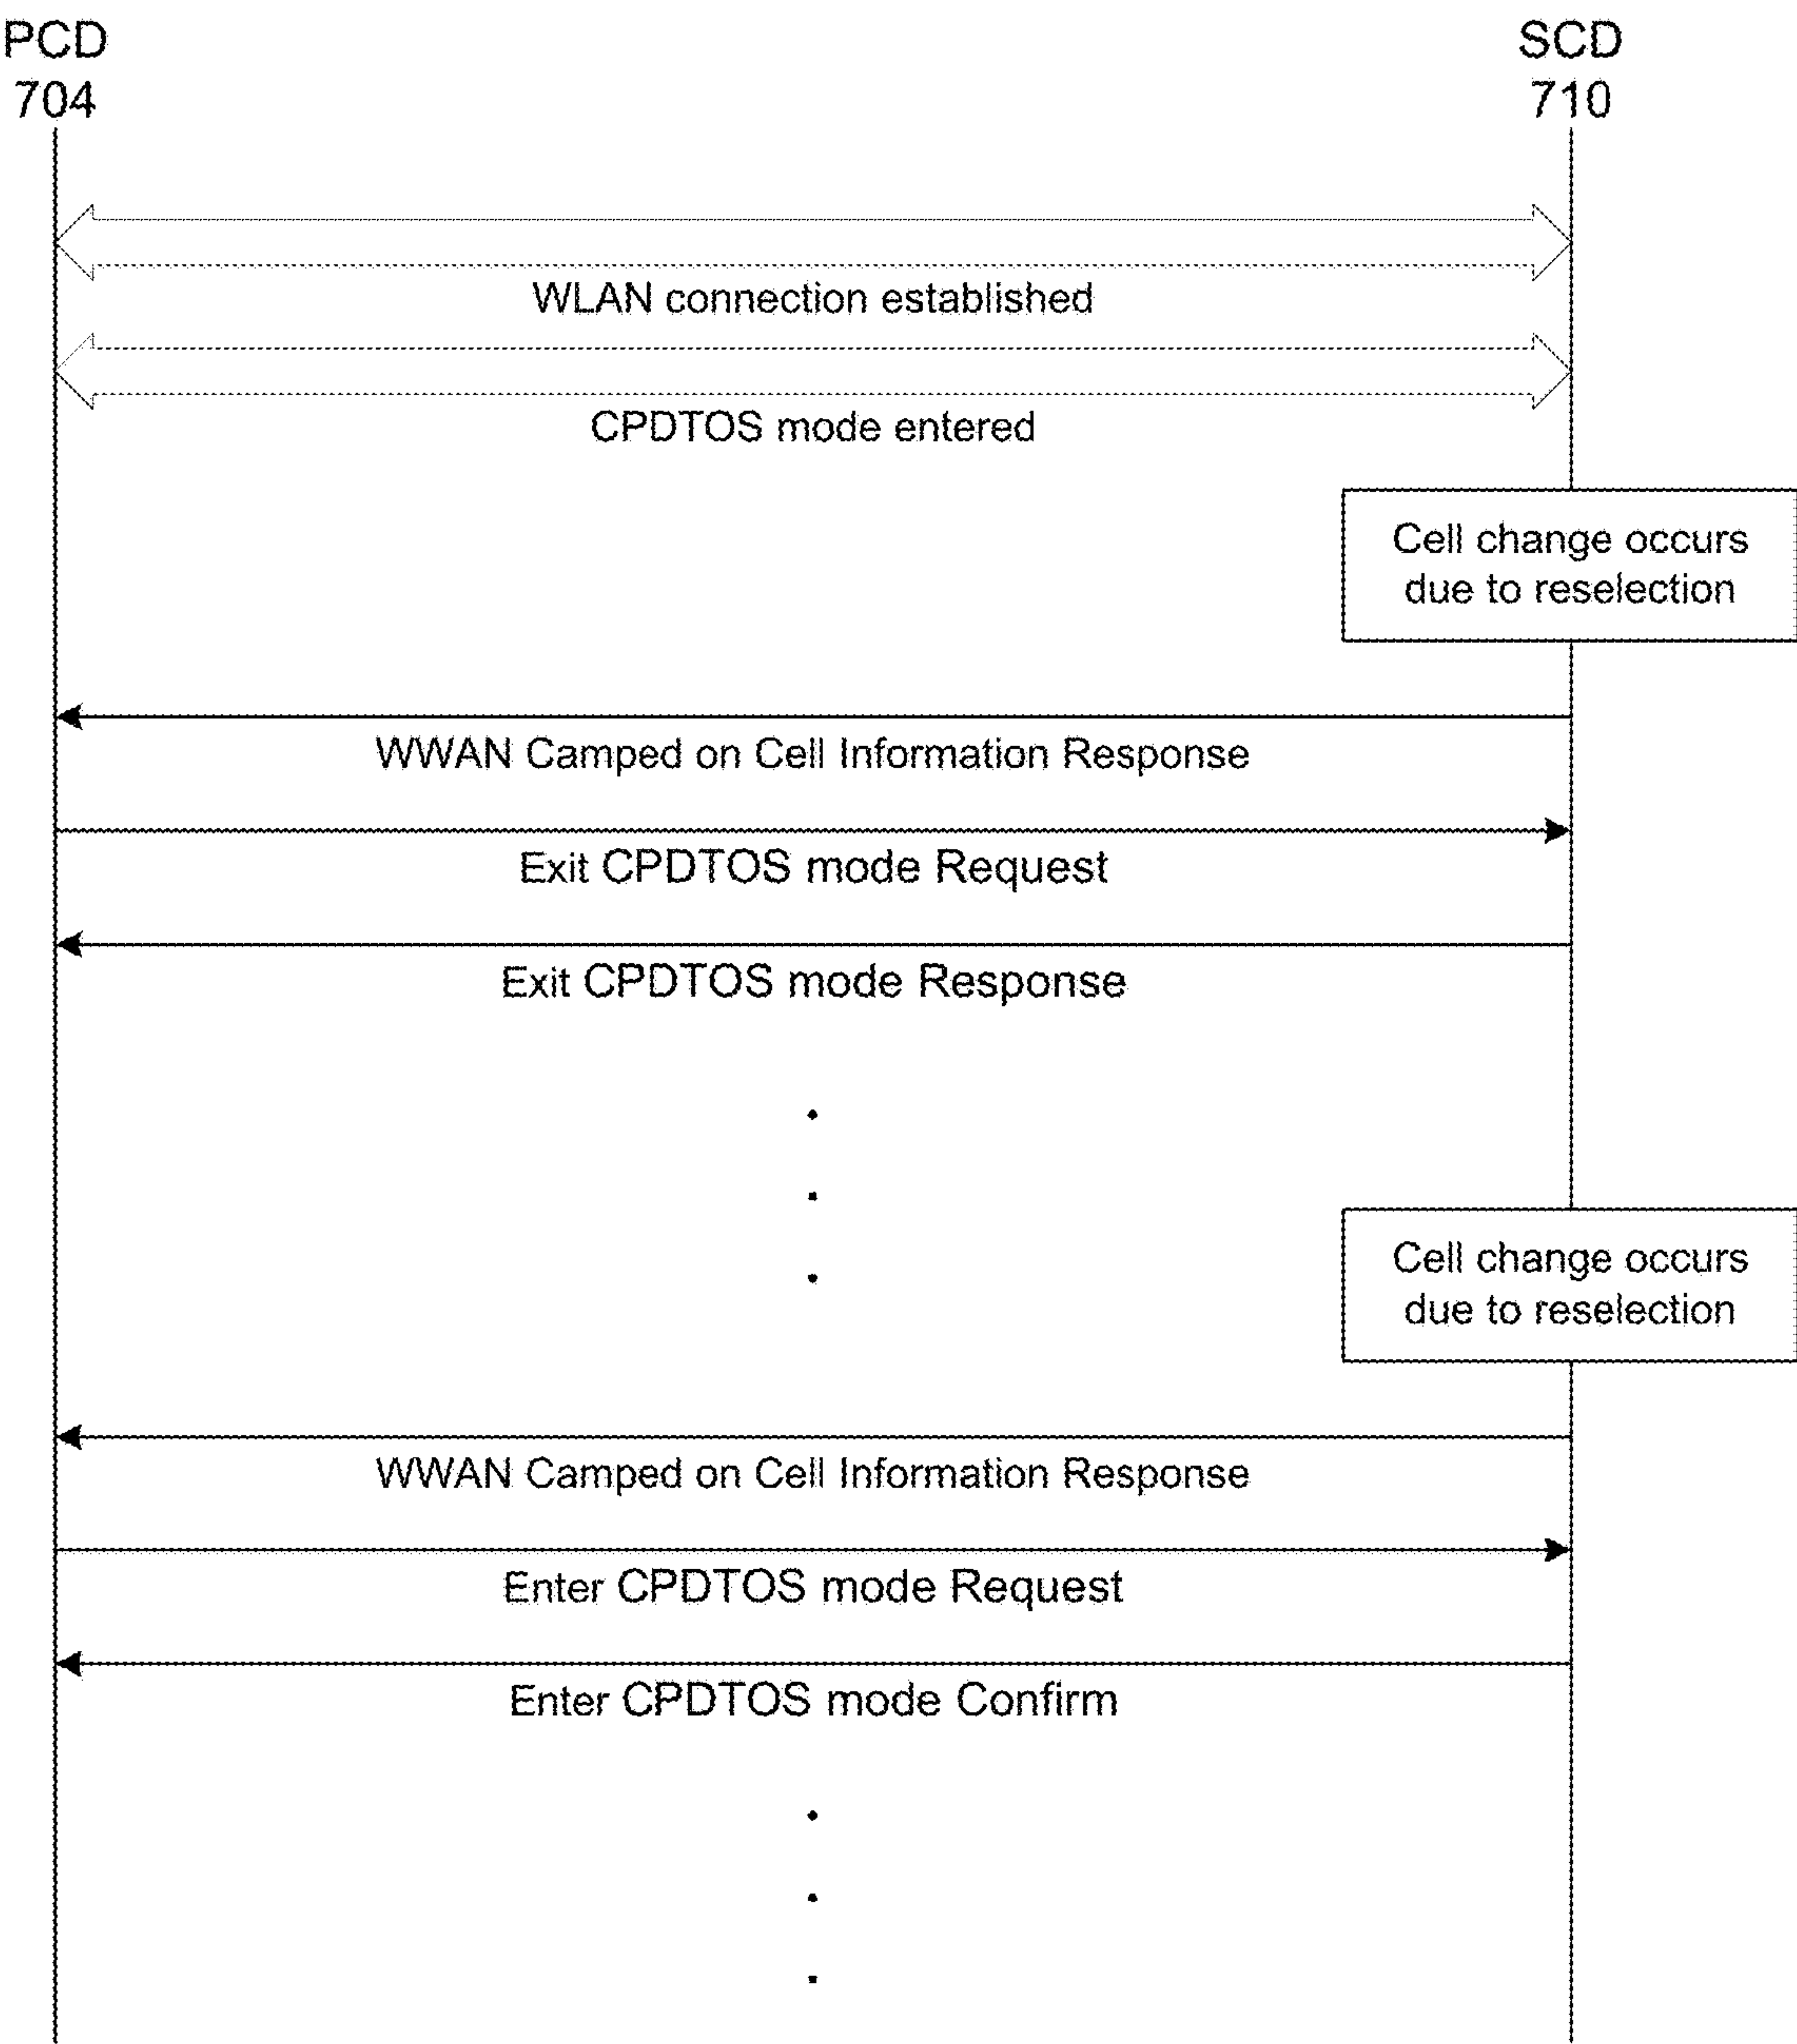 PCD
704
SCD
710
WLAN connection established
CPDTOS mode entered
Cell change occurs
due to reselection
WWAN Camped on Cell Information Response
Exit CPDTOS mode Request
Exit CPDTOS mode Response
Cell change occurs
due to reselection
WWAN Camped on Cell Information Response
Enter CPDTOS mode Request
Enter CPDTOS mode Confirm